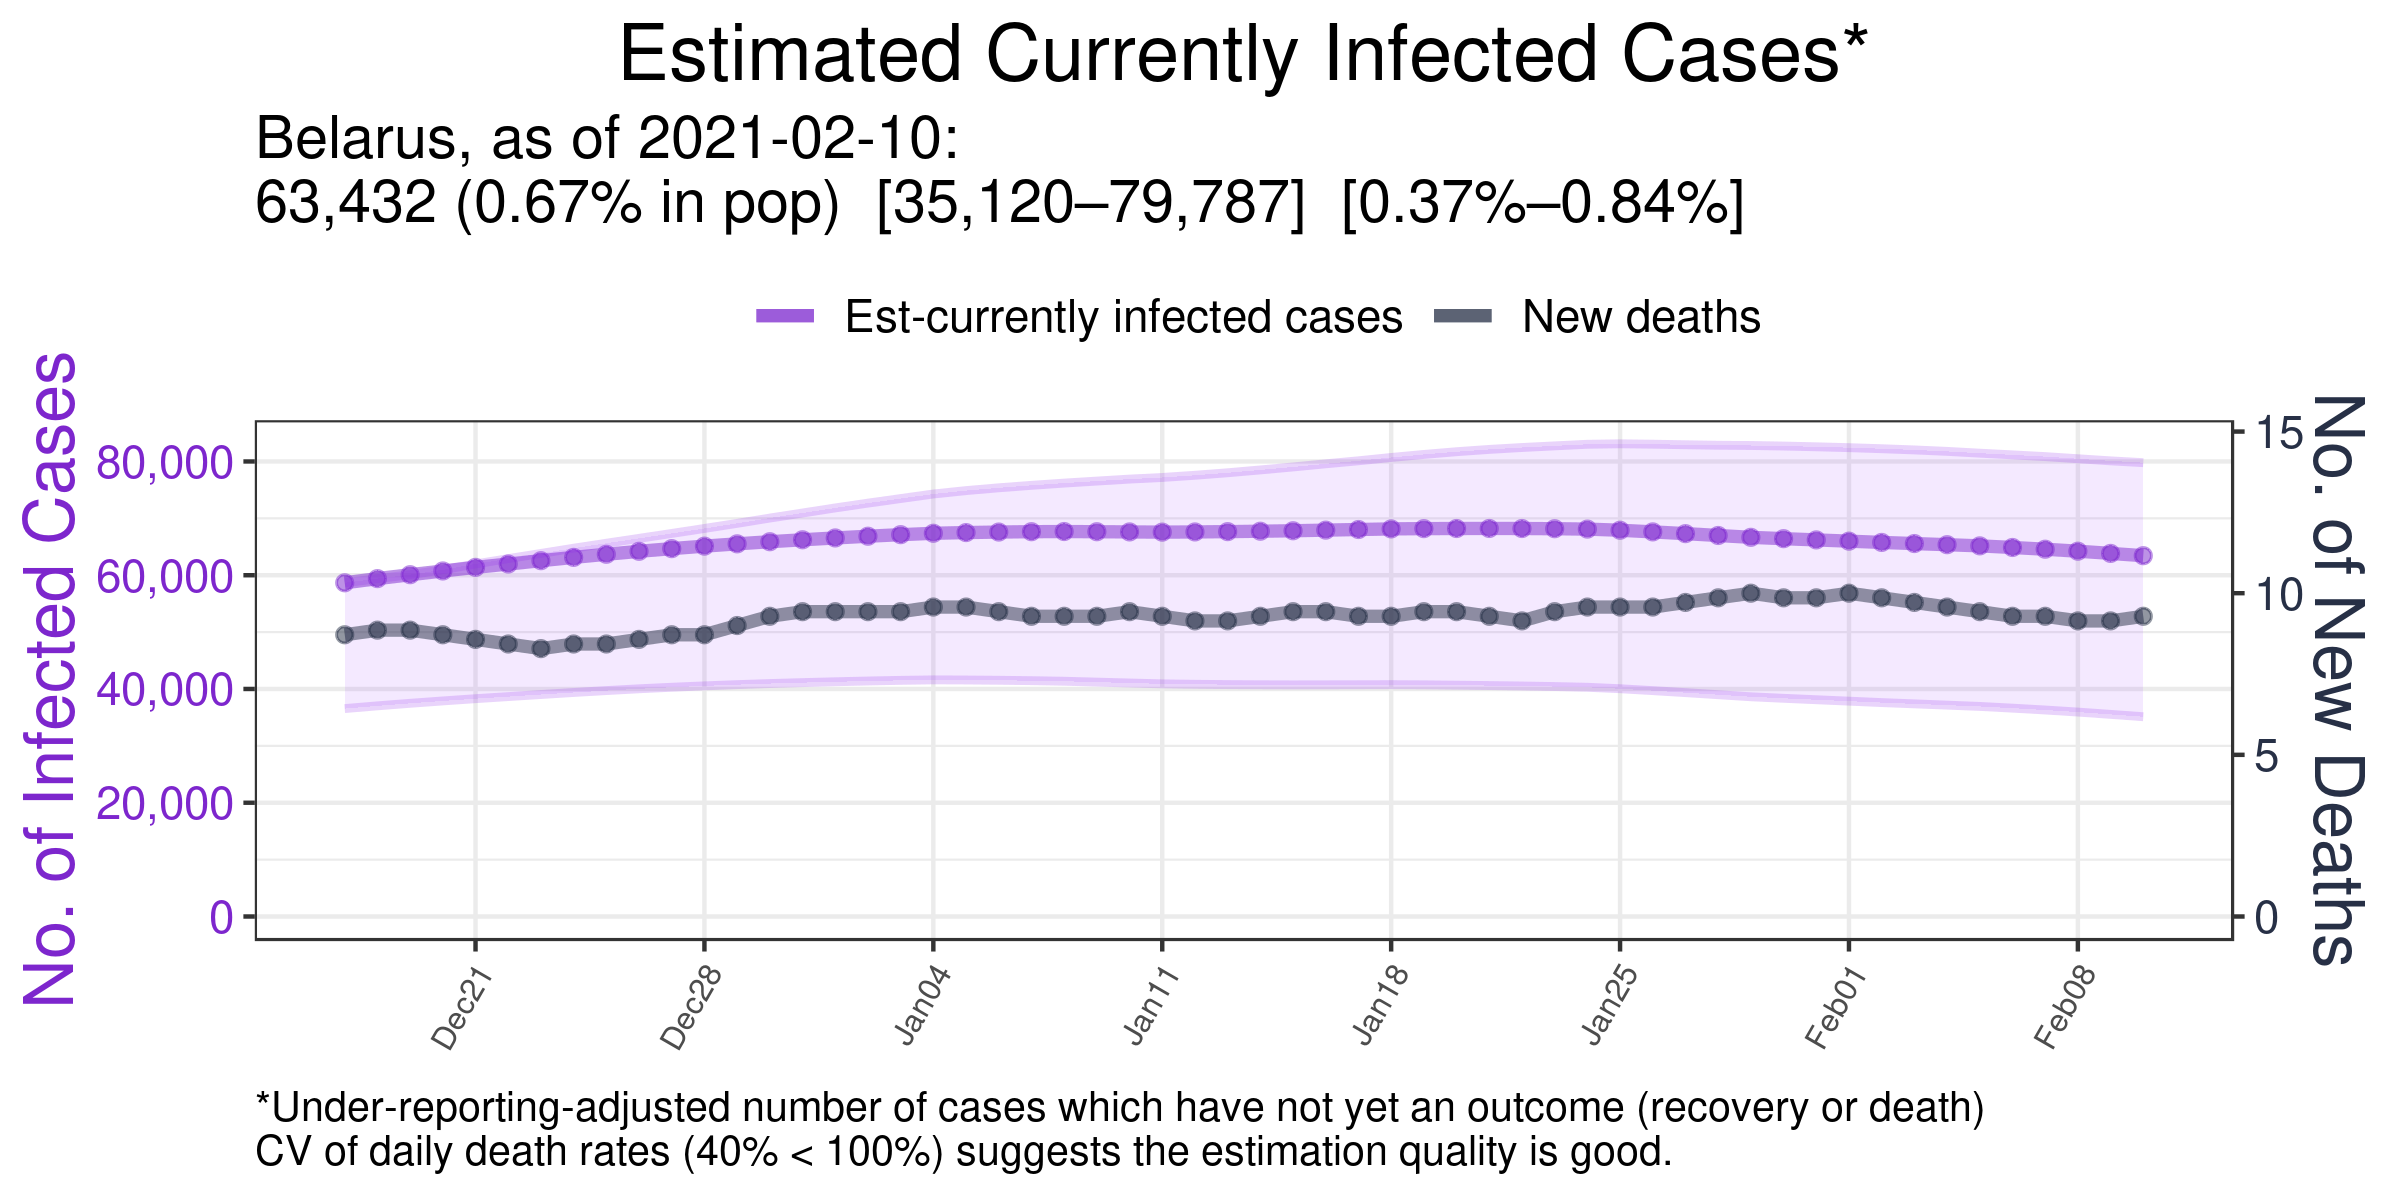 Estimated Currently Infected Cases*
Belarus, as of 2021-02-10:
63,432 (0.67% in pop)  [35,120–79,787]  [0.37%–0.84%]
Est-currently infected cases
New deaths
No. of Infected Cases
80,000
60,000
40,000
20,000
0
15
10
5
0
No. of New Deaths
Dec21
Dec28
Jan04
Jan11
Jan18
Jan25
Feb01
Feb08
*Under-reporting-adjusted number of cases which have not yet an outcome (recovery or death)
CV of daily death rates (40% < 100%) suggests the estimation quality is good.